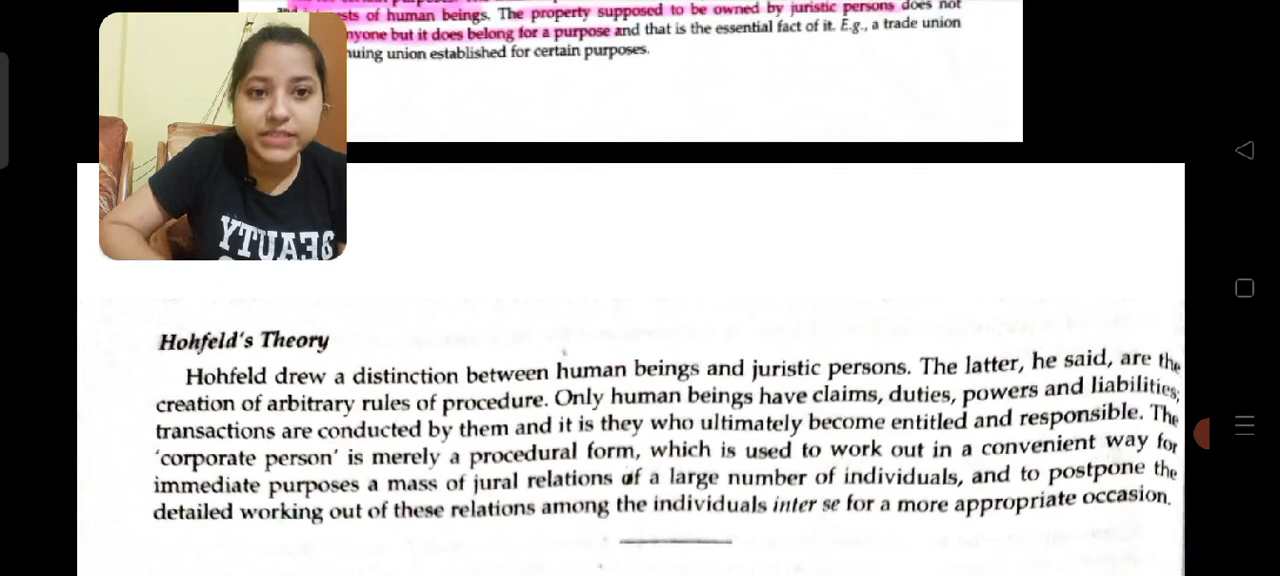 sts of human beings. The property supposed to be owned by juristic persons does not
nyone but it does belong for a purpose and that is the essential fact of it. E.g., a trade union
nuing union established for certain purposes.
YTUAEB
Hohfeld's Theory
Hohfeld drew a distinction between human beings and juristic persons. The latter, he said, are the
creation of arbitrary rules of procedure. Only human beings have claims, duties, powers and liabilities;
transactions are conducted by them and it is they who ultimately become entitled and responsible. The
'corporate person' is merely a procedural form, which is used to work out in a convenient way for
immediate purposes a mass of jural relations of a large number of individuals, and to postpone the
detailed working out of these relations among the individuals inter se for a more appropriate occasion.